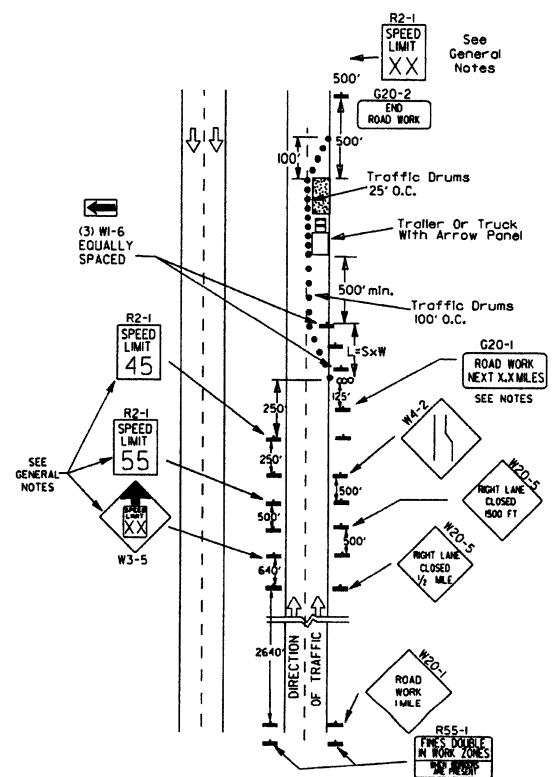 R2-1
SPEED
LIMIT
XX
See
General
Notes
500'
G20-2
END
ROAD WORK
500'
100'
Traffic Drums
25' O.C.
Trailer Or Truck
With Arrow Panel
(3) W1-6
EQUALLY
SPACED
500' min.
Traffic Drums
100' O.C.
R2-1
SPEED
LIMIT
45
L=SxW
G20-1
ROAD WORK
NEXT X.X MILES
SEE NOTES
125'
250'
W4-2
R2-1
SPEED
LIMIT
55
250'
SEE
GENERAL
NOTES
500'
W20-5
RIGHT LANE
CLOSED
1500 FT
SPEED
LIMIT
XX
W3-5
500'
500'
W20-5
RIGHT LANE
CLOSED
1/2 MILE
640'
2640'
DIRECTION
OF TRAFFIC
W20-1
ROAD
WORK
1 MILE
R55-1
FINES DOUBLE
IN WORK ZONES
WHEN WORKERS
ARE PRESENT